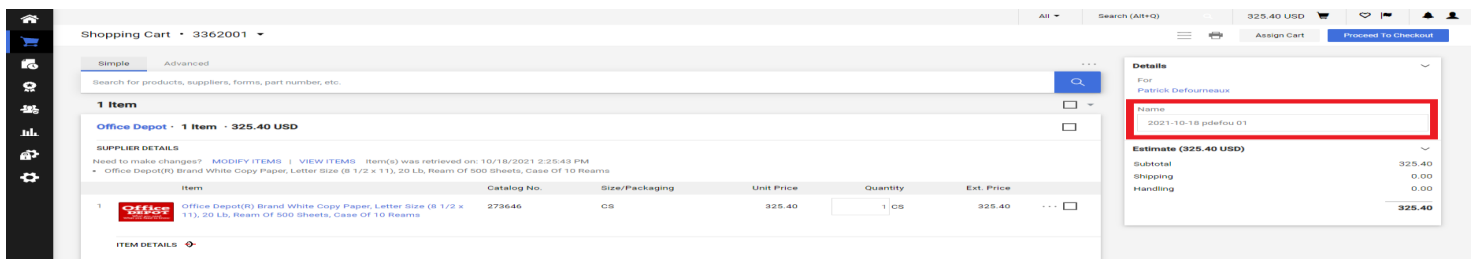 All
Search (Alt+Q)
325.40 USD
Shopping Cart • 3362001
Assign Cart
Proceed To Checkout
Simple
Advanced
...
Search for products, suppliers, forms, part number, etc.
1 Item
Office Depot · 1 Item · 325.40 USD
SUPPLIER DETAILS
Need to make changes? MODIFY ITEMS | VIEW ITEMS Item(s) was retrieved on: 10/18/2021 2:25:43 PM
• Office Depot(R) Brand White Copy Paper, Letter Size (8 1/2 x 11), 20 Lb, Ream Of 500 Sheets, Case Of 10 Reams
Item Catalog No. Size/Packaging Unit Price Quantity Ext. Price
1 Office DEPOT Office Depot(R) Brand White Copy Paper, Letter Size (8 1/2 x 273646 CS 325.40 1 CS 325.40 ...
11), 20 Lb, Ream Of 500 Sheets, Case Of 10 Reams
ITEM DETAILS
Details
For
Patrick Defourneaux
Name
2021-10-18 pdefou 01
Estimate (325.40 USD)
Subtotal 325.40
Shipping 0.00
Handling 0.00
325.40